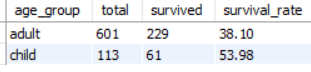 age_group total survived survival_rate
adult 601 229 38.10
child 113 61 53.98